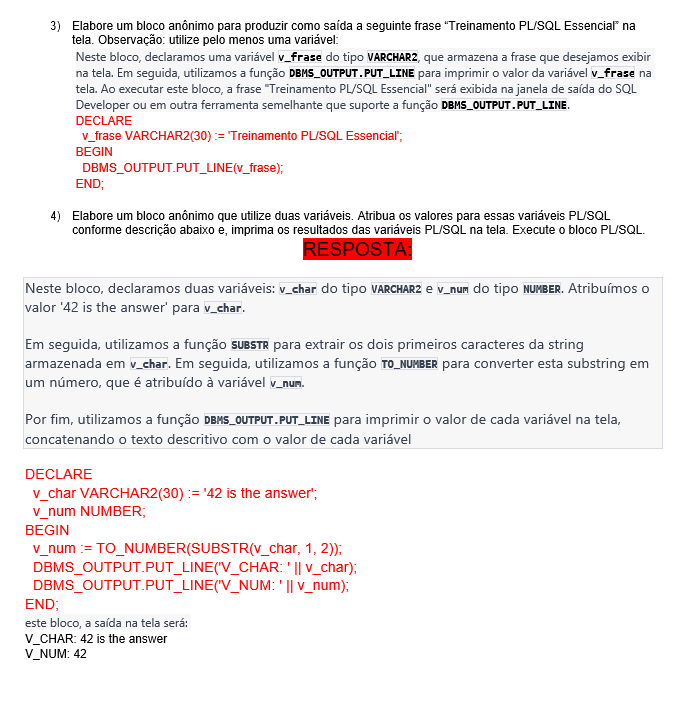 3) Elabore um bloco anônimo para produzir como saída a seguinte frase “Treinamento PL/SQL Essencial” na
tela. Observação: utilize pelo menos uma variável:
Neste bloco, declaramos uma variável v_frase do tipo VARCHAR2, que armazena a frase que desejamos exibir
na tela. Em seguida, utilizamos a função DBMS_OUTPUT.PUT_LINE para imprimir o valor da variável v_frase na
tela. Ao executar este bloco, a frase "Treinamento PL/SQL Essencial" será exibida na janela de saída do SQL
Developer ou em outra ferramenta semelhante que suporte a função DBMS_OUTPUT.PUT_LINE.
DECLARE
v_frase VARCHAR2(30) := 'Treinamento PL/SQL Essencial';
BEGIN
DBMS_OUTPUT.PUT_LINE(v_frase);
END;
4) Elabore um bloco anônimo que utilize duas variáveis. Atribua os valores para essas variáveis PL/SQL
conforme descrição abaixo e, imprima os resultados das variáveis PL/SQL na tela. Execute o bloco PL/SQL.
RESPOSTA:
Neste bloco, declaramos duas variáveis: v_char do tipo VARCHAR2 e v_num do tipo NUMBER. Atribuímos o
valor '42 is the answer' para v_char.
Em seguida, utilizamos a função SUBSTR para extrair os dois primeiros caracteres da string
armazenada em v_char. Em seguida, utilizamos a função TO_NUMBER para converter esta substring em
um número, que é atribuído à variável v_num.
Por fim, utilizamos a função DBMS_OUTPUT.PUT_LINE para imprimir o valor de cada variável na tela,
concatenando o texto descritivo com o valor de cada variável
DECLARE
v_char VARCHAR2(30) := '42 is the answer';
v_num NUMBER;
BEGIN
v_num := TO_NUMBER(SUBSTR(v_char, 1, 2));
DBMS_OUTPUT.PUT_LINE('V_CHAR: ' || v_char);
DBMS_OUTPUT.PUT_LINE('V_NUM: ' || v_num);
END;
este bloco, a saída na tela será:
V_CHAR: 42 is the answer
V_NUM: 42